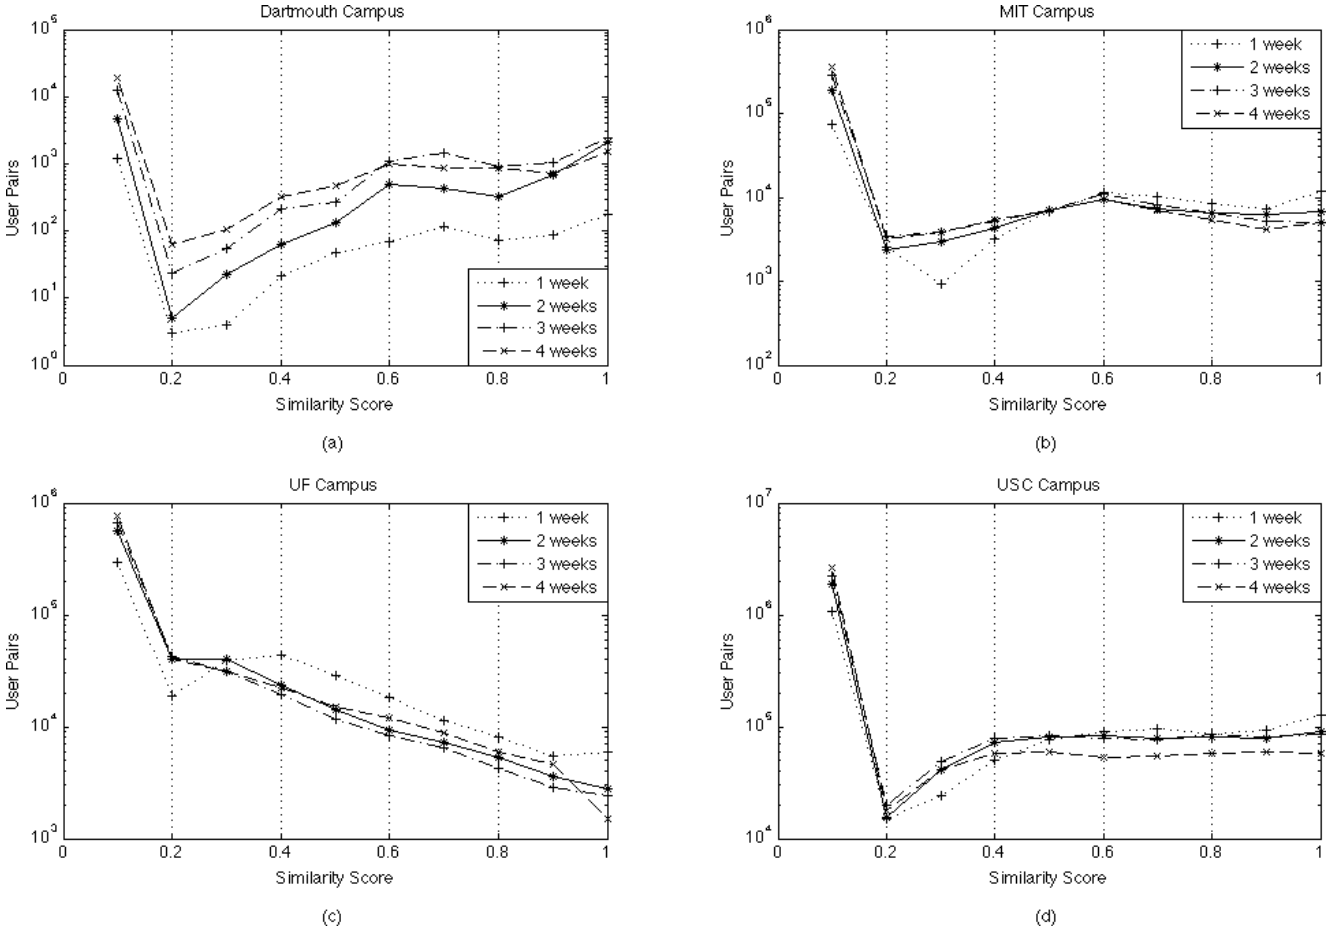 Dartmouth Campus
10^5
10^4
10^3
10^2
10^1
10^0
User Pairs
0 0.2 0.4 0.6 0.8 1
Similarity Score
1 week
2 weeks
3 weeks
4 weeks
(a)
MIT Campus
10^6
10^5
10^4
10^3
10^2
User Pairs
0 0.2 0.4 0.6 0.8 1
Similarity Score
1 week
2 weeks
3 weeks
4 weeks
(b)
UF Campus
10^6
10^5
10^4
10^3
User Pairs
0 0.2 0.4 0.6 0.8 1
Similarity Score
1 week
2 weeks
3 weeks
4 weeks
(c)
USC Campus
10^7
10^6
10^5
10^4
User Pairs
0 0.2 0.4 0.6 0.8 1
Similarity Score
1 week
2 weeks
3 weeks
4 weeks
(d)